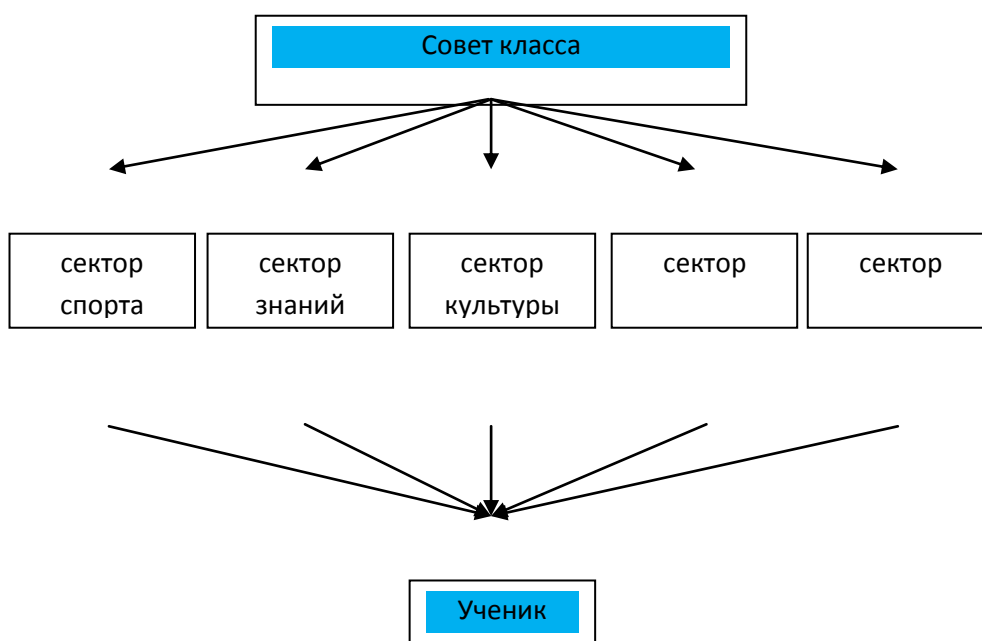 Совет класса
сектор
спорта
сектор
знаний
сектор
культуры
сектор
сектор
Ученик